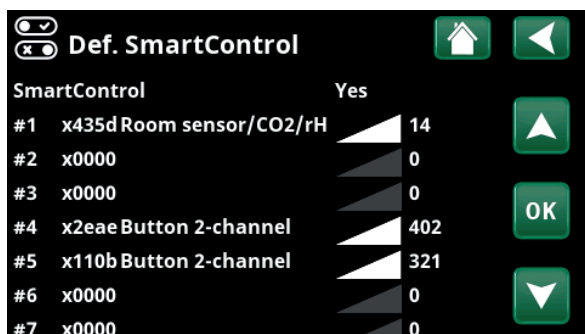 Def. SmartControl
SmartControl Yes
#1 x435d Room sensor/CO2/rH 14
#2 x0000 0
#3 x0000 0
#4 x2eae Button 2-channel 402
#5 x110b Button 2-channel 321
#6 x0000 0
#7 x0000 0
OK